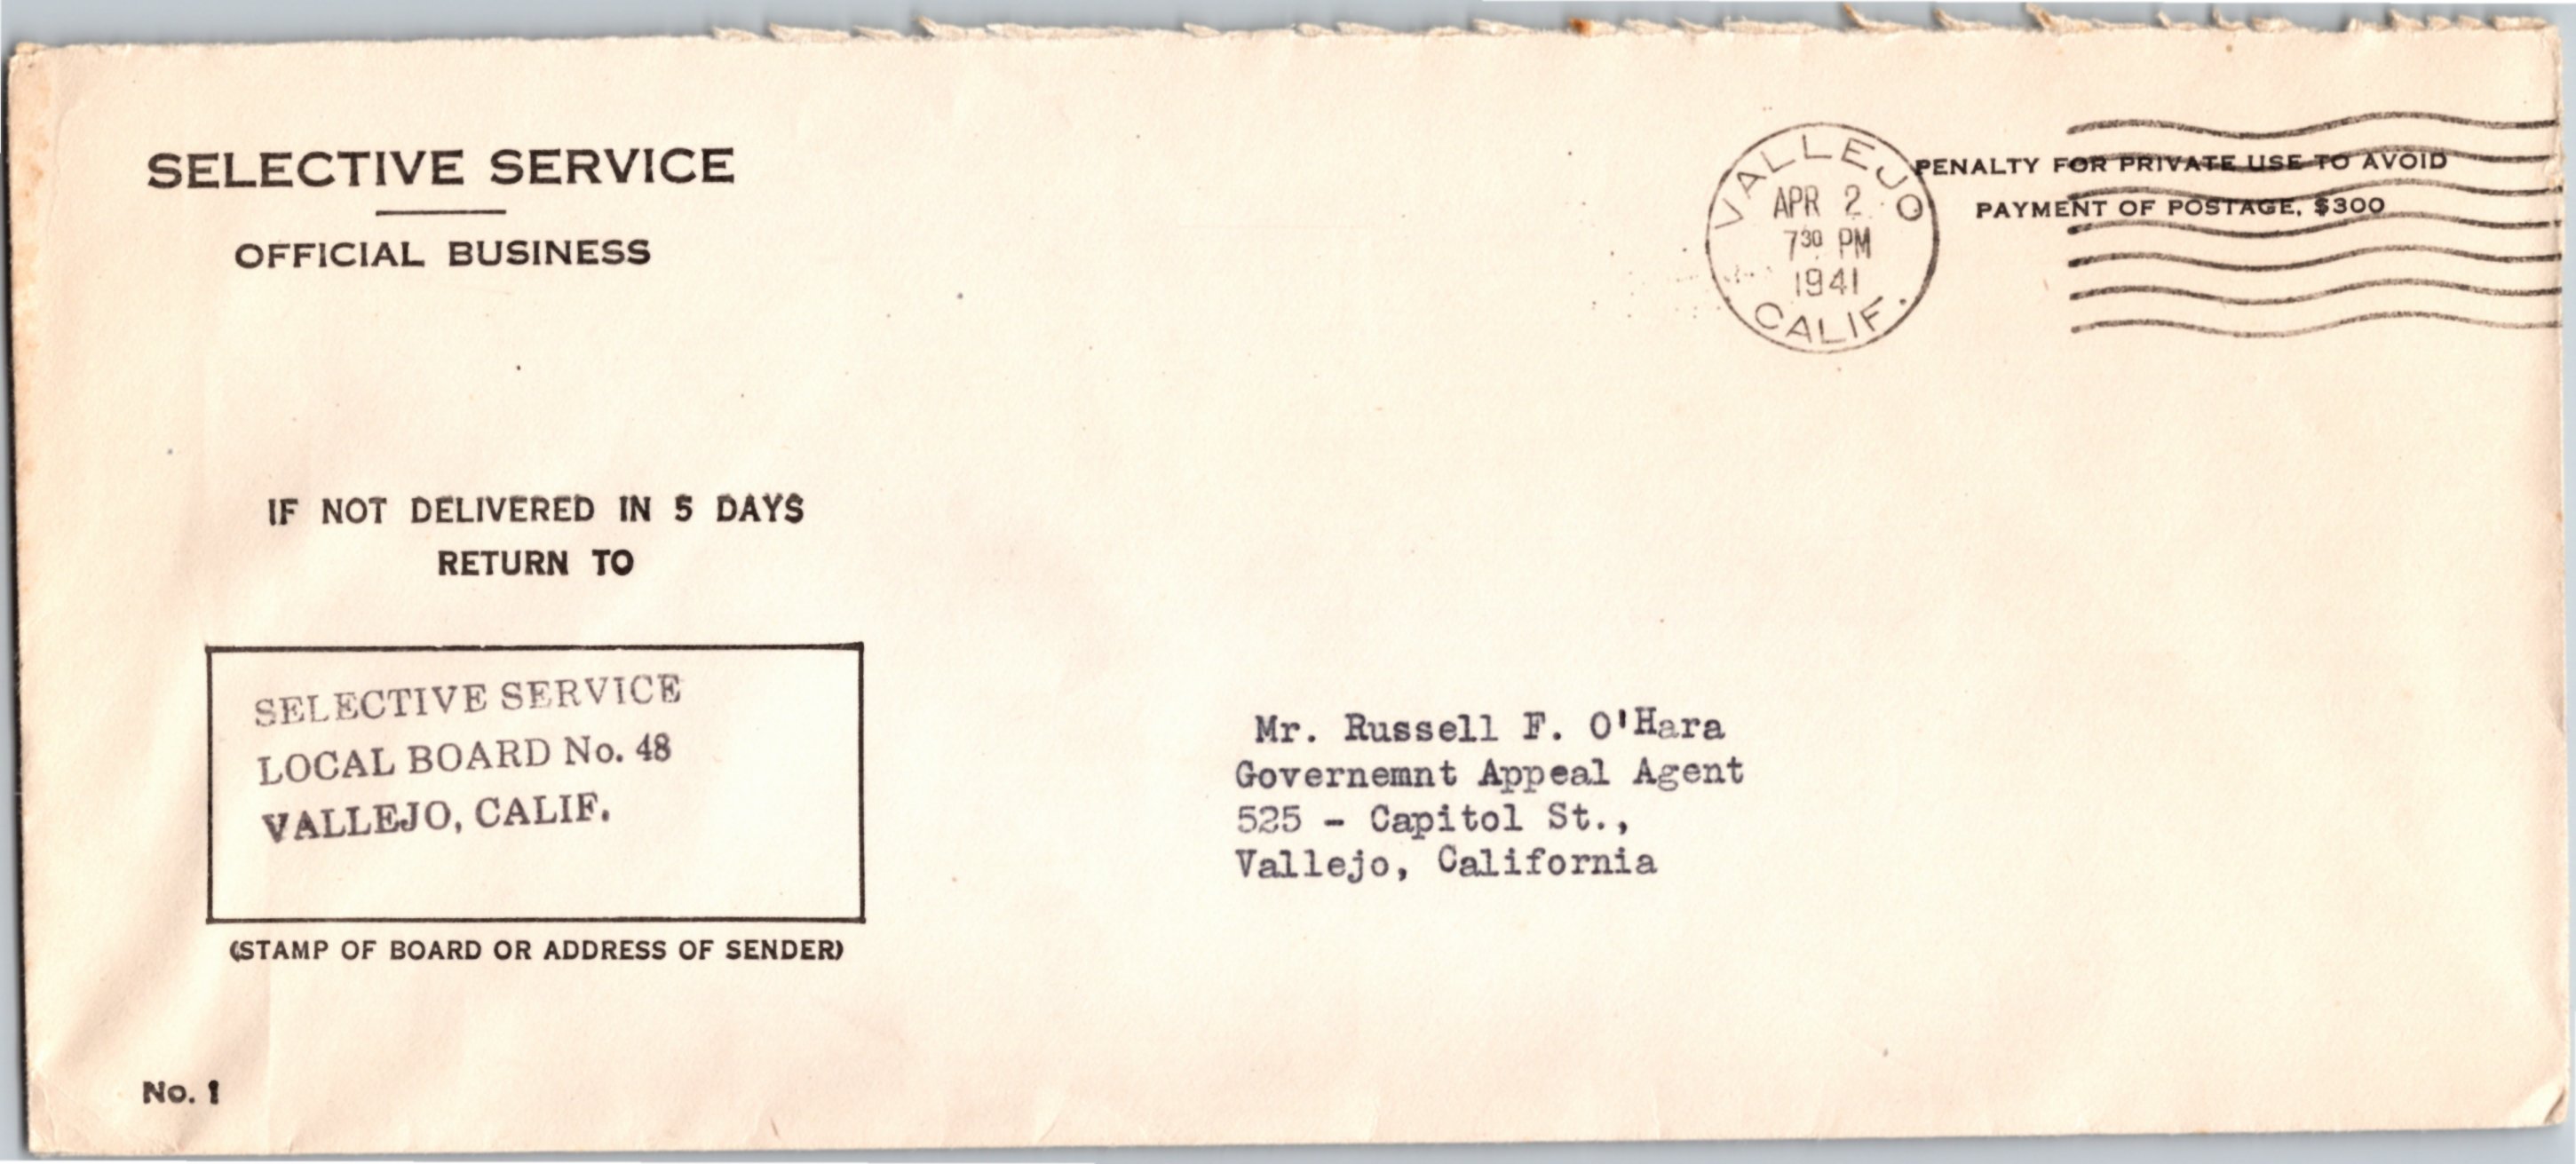 SELECTIVE SERVICE
OFFICIAL BUSINESS
VALLEJO
APR 2
7 30 PM
1941
CALIF.
PENALTY FOR PRIVATE USE TO AVOID
PAYMENT OF POSTAGE, $300
IF NOT DELIVERED IN 5 DAYS
RETURN TO
SELECTIVE SERVICE
LOCAL BOARD No. 48
VALLEJO, CALIF.
(STAMP OF BOARD OR ADDRESS OF SENDER)
Mr. Russell F. O'Hara
Governemnt Appeal Agent
525 - Capitol St.,
Vallejo, California
No. 1